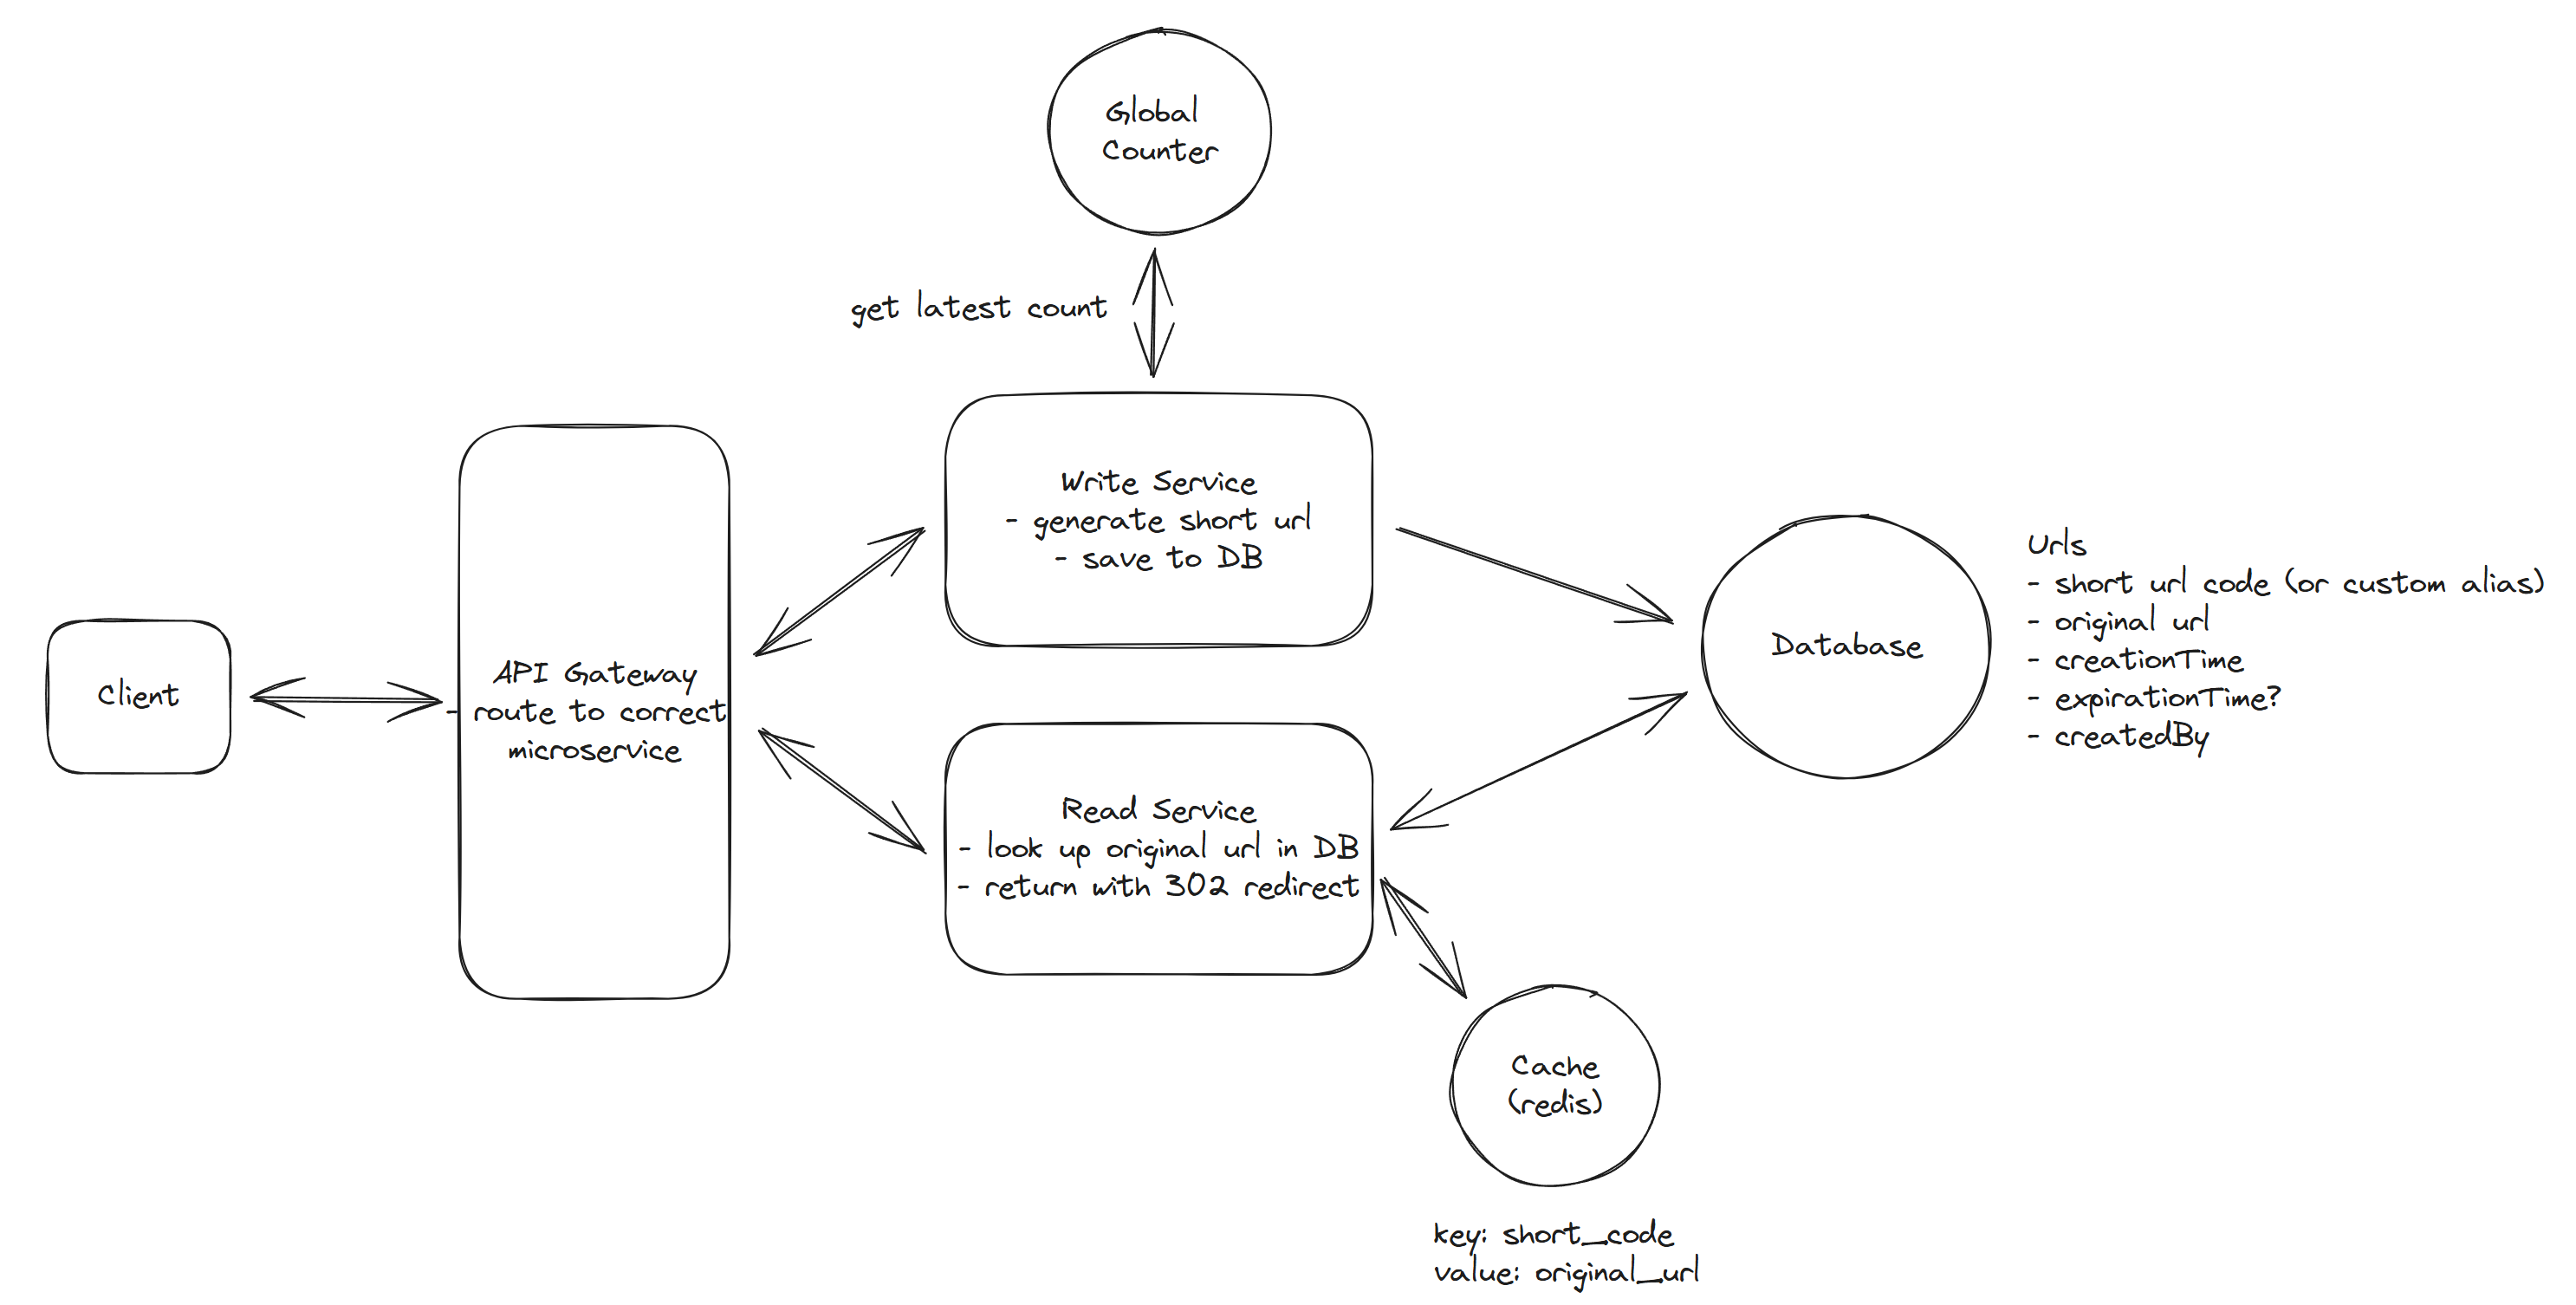 Global
Counter
get latest count
Write Service
- generate short url
- save to DB
Client
API Gateway
- route to correct
microservice
Read Service
- look up original url in DB
- return with 302 redirect
Database
Urls
- short url code (or custom alias)
- original url
- creationTime
- expirationTime?
- createdBy
Cache
(redis)
key: short_code
value: original_url